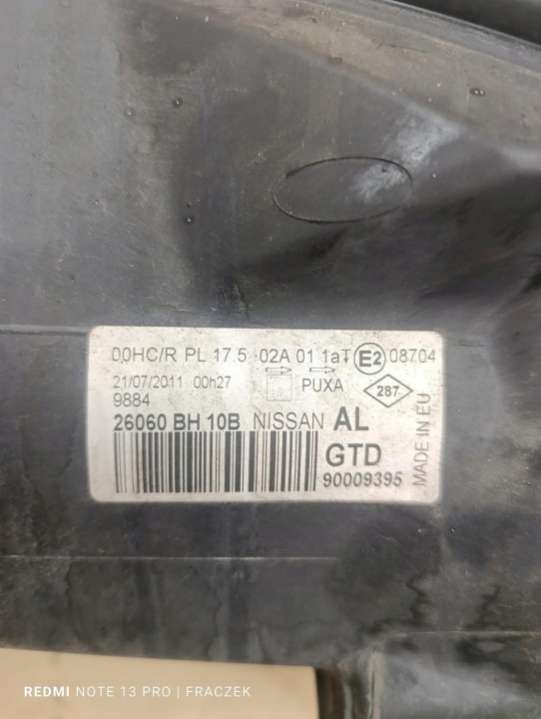 00HC/R PL 17.5 02A 01 1aT E2 08704
21/07/2011 00h27 PUXA 287
9884
26060 BH 10B NISSAN AL
GTD
90009395
MADE IN EU
REDMI NOTE 13 PRO | FRACZEK